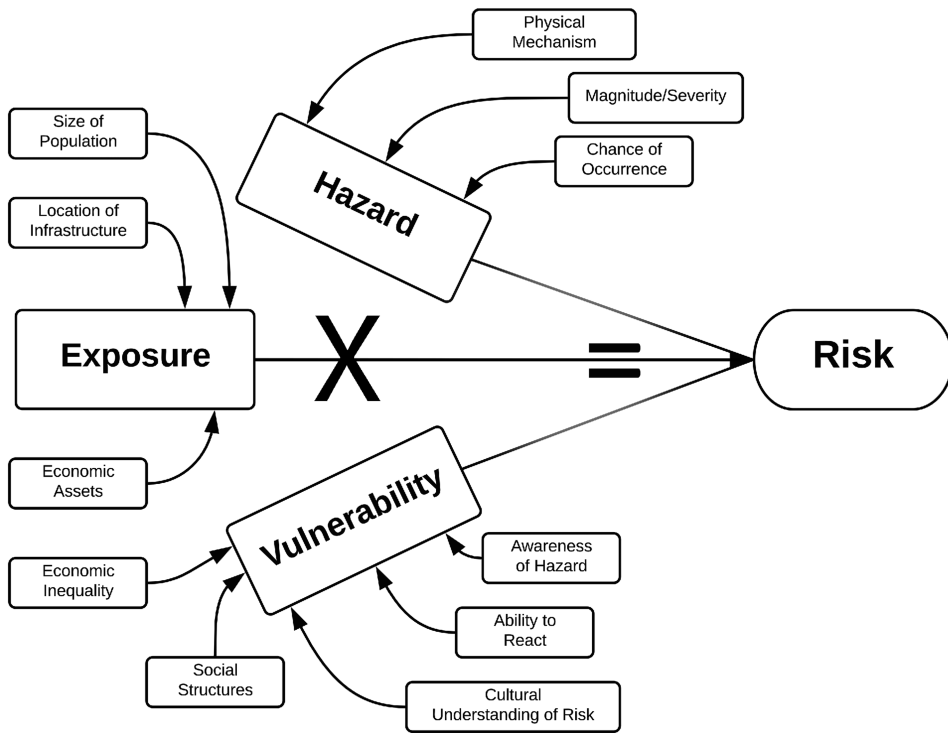 Physical
Mechanism
Magnitude/Severity
Chance of
Occurrence
Size of
Population
Location of
Infrastructure
Hazard
Exposure
X
=
Risk
Economic
Assets
Vulnerability
Economic
Inequality
Social
Structures
Awareness
of Hazard
Ability to
React
Cultural
Understanding of Risk